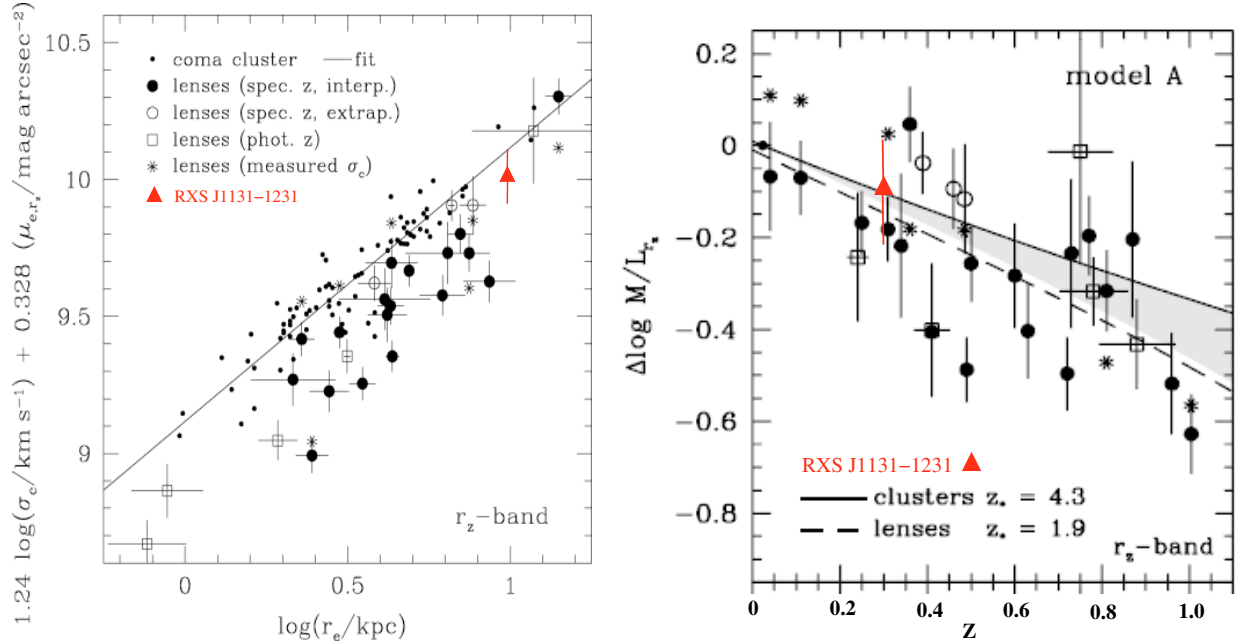 1.24 log(σc/km s⁻¹) + 0.328 (μe,rz/mag arcsec⁻²)
10.5
10
9.5
9
coma cluster —fit
lenses (spec. z, interp.)
lenses (spec. z, extrap.)
lenses (phot. z)
lenses (measured σc)
RXS J1131−1231
rz−band
0
0.5
1
log(re/kpc)
Δlog M/Lrz
0.2
0
−0.2
−0.4
−0.6
−0.8
model A
RXS J1131−1231
clusters z* = 4.3
lenses z* = 1.9
rz−band
0
0.2
0.4
0.6
0.8
1.0
Z